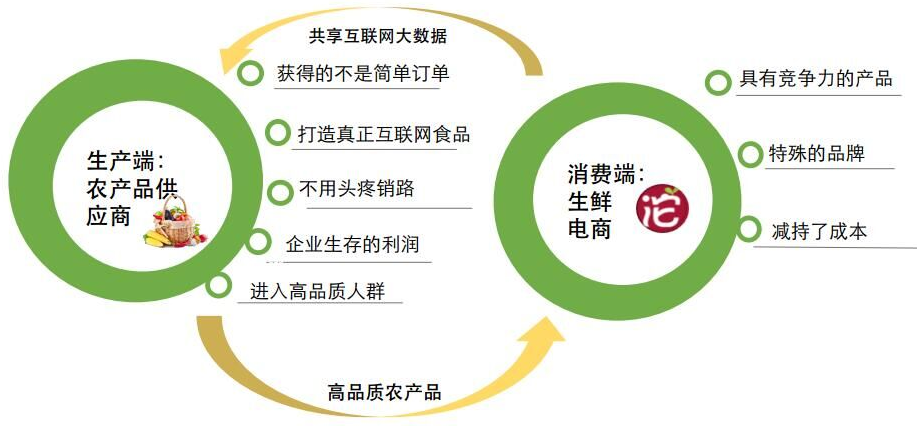 共享互联网大数据
获得的不是简单订单
打造真正互联网食品
不用头疼销路
企业生存的利润
进入高品质人群
生产端：
农产品供
应商
具有竞争力的产品
特殊的品牌
减持了成本
消费端：
生鲜
电商
沱
高品质农产品